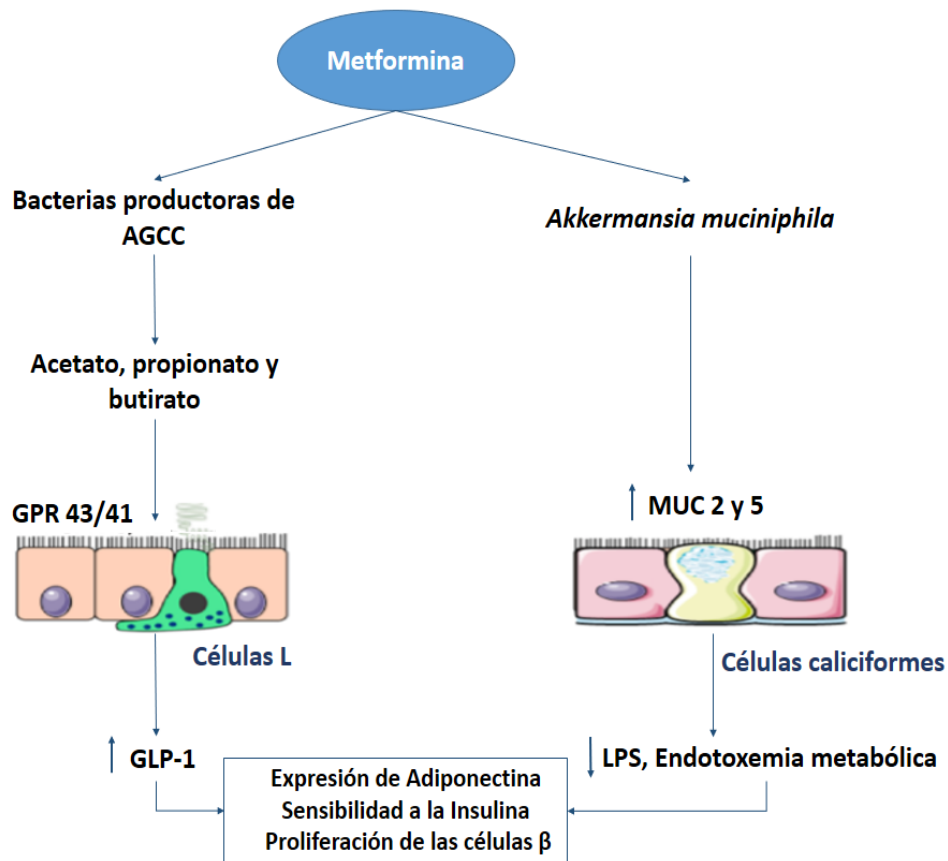 Metformina
Bacterias productoras de
AGCC
Akkermansia muciniphila
Acetato, propionato y
butirato
GPR 43/41
↑ MUC 2 y 5
Células L
Células caliciformes
↑ GLP-1
↓ LPS, Endotoxemia metabólica
Expresión de Adiponectina
Sensibilidad a la Insulina
Proliferación de las células β